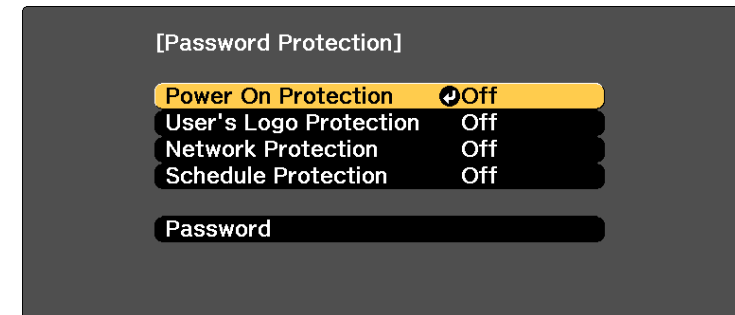 [Password Protection]
Power On Protection Off
User's Logo Protection Off
Network Protection Off
Schedule Protection Off
Password